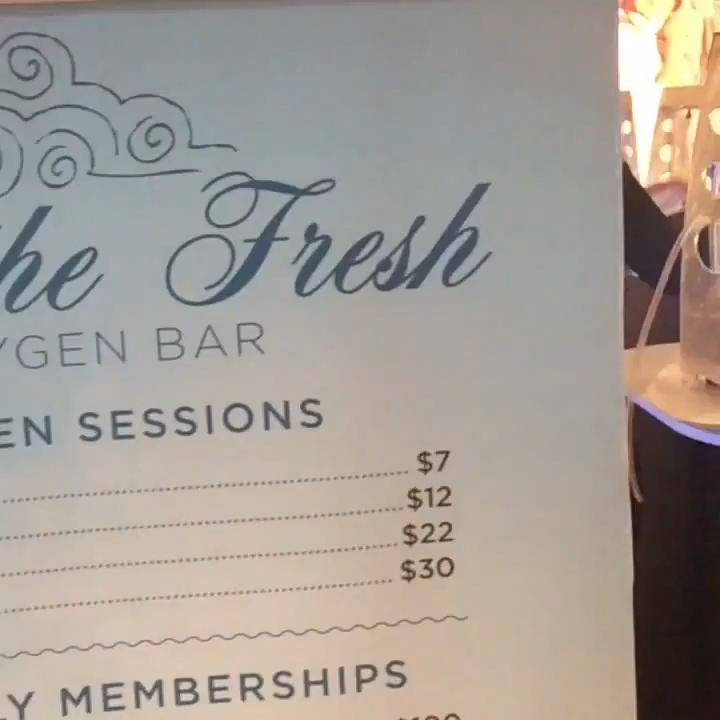 he Fresh
YGEN BAR
EN SESSIONS
$7
$12
$22
$30
Y MEMBERSHIPS